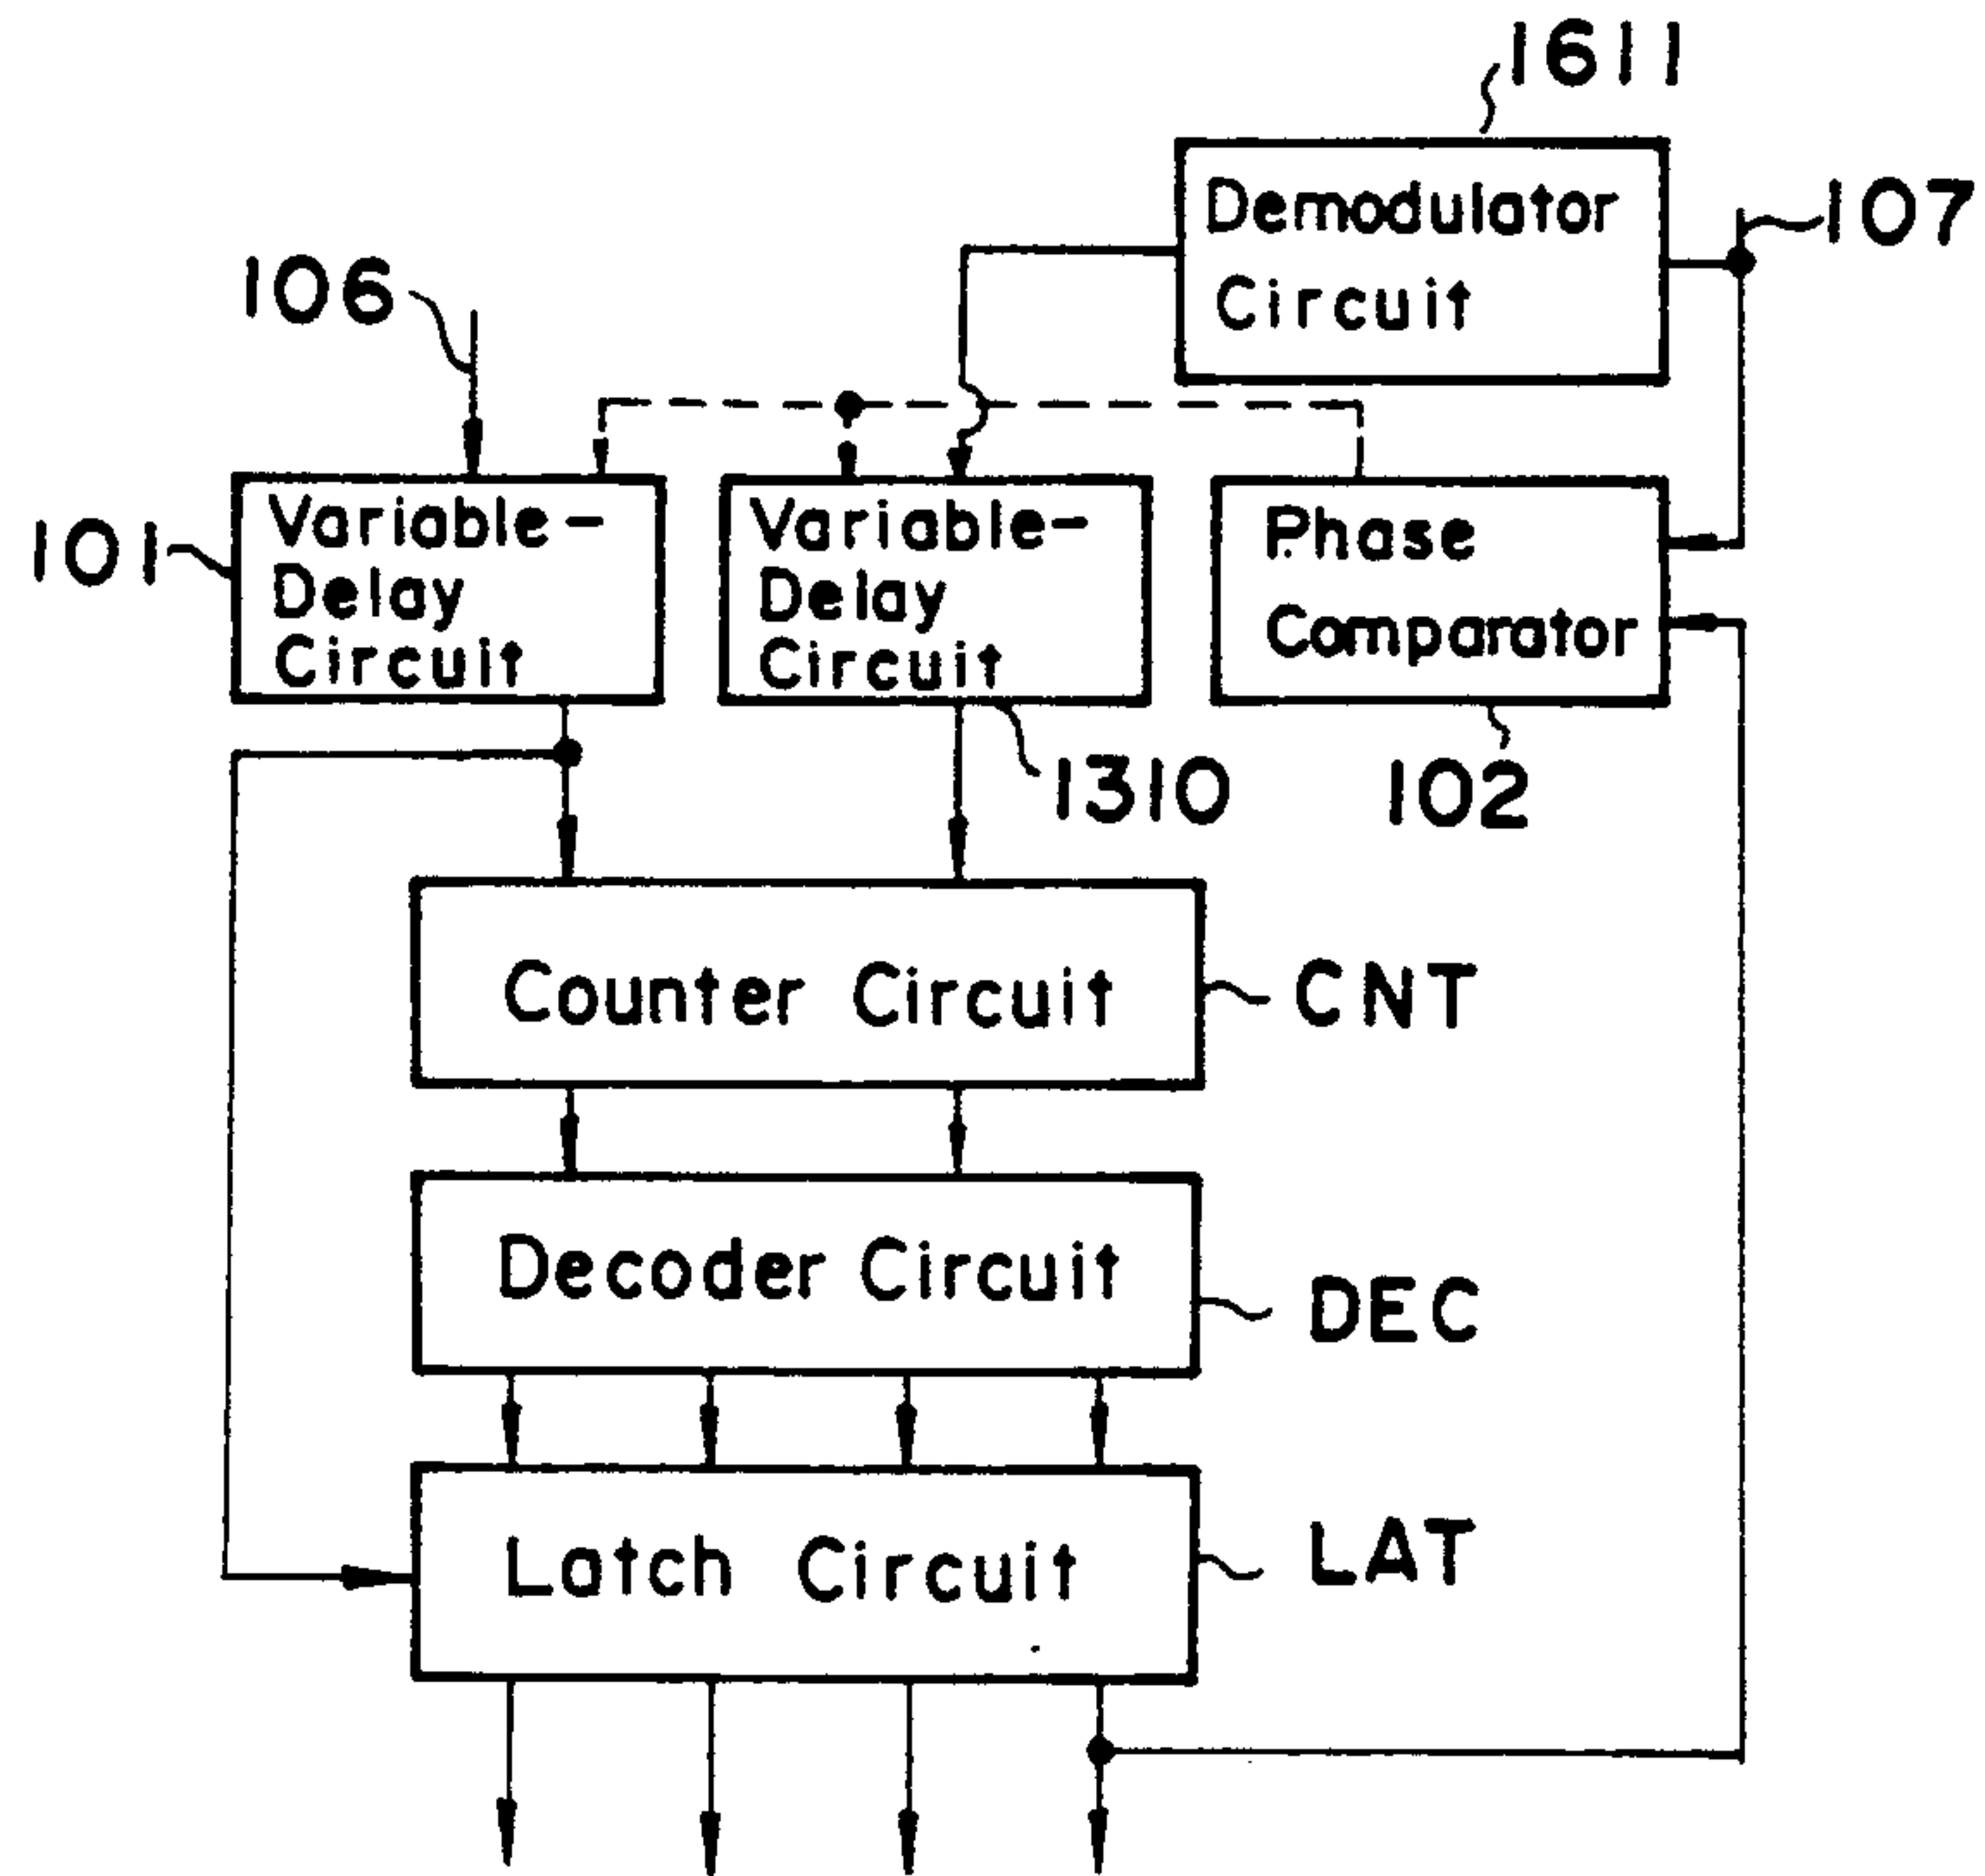 1611
Demodulator
Circuit
107
106
101
Variable-
Delay
Circuit
Variable-
Delay
Circuit
Phase
Comparator
1310
102
Counter Circuit
CNT
Decoder Circuit
DEC
Latch Circuit
LAT